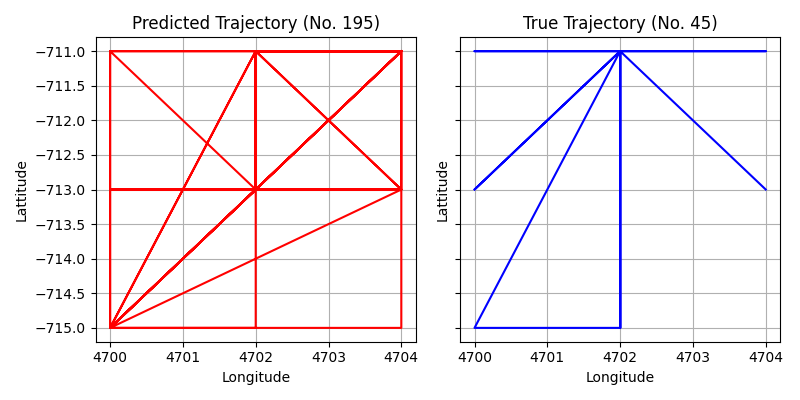 Predicted Trajectory (No. 195)
True Trajectory (No. 45)
−711.0
−711.5
−712.0
−712.5
−713.0
−713.5
−714.0
−714.5
−715.0
Lattitude
Lattitude
4700 4701 4702 4703 4704
4700 4701 4702 4703 4704
Longitude
Longitude